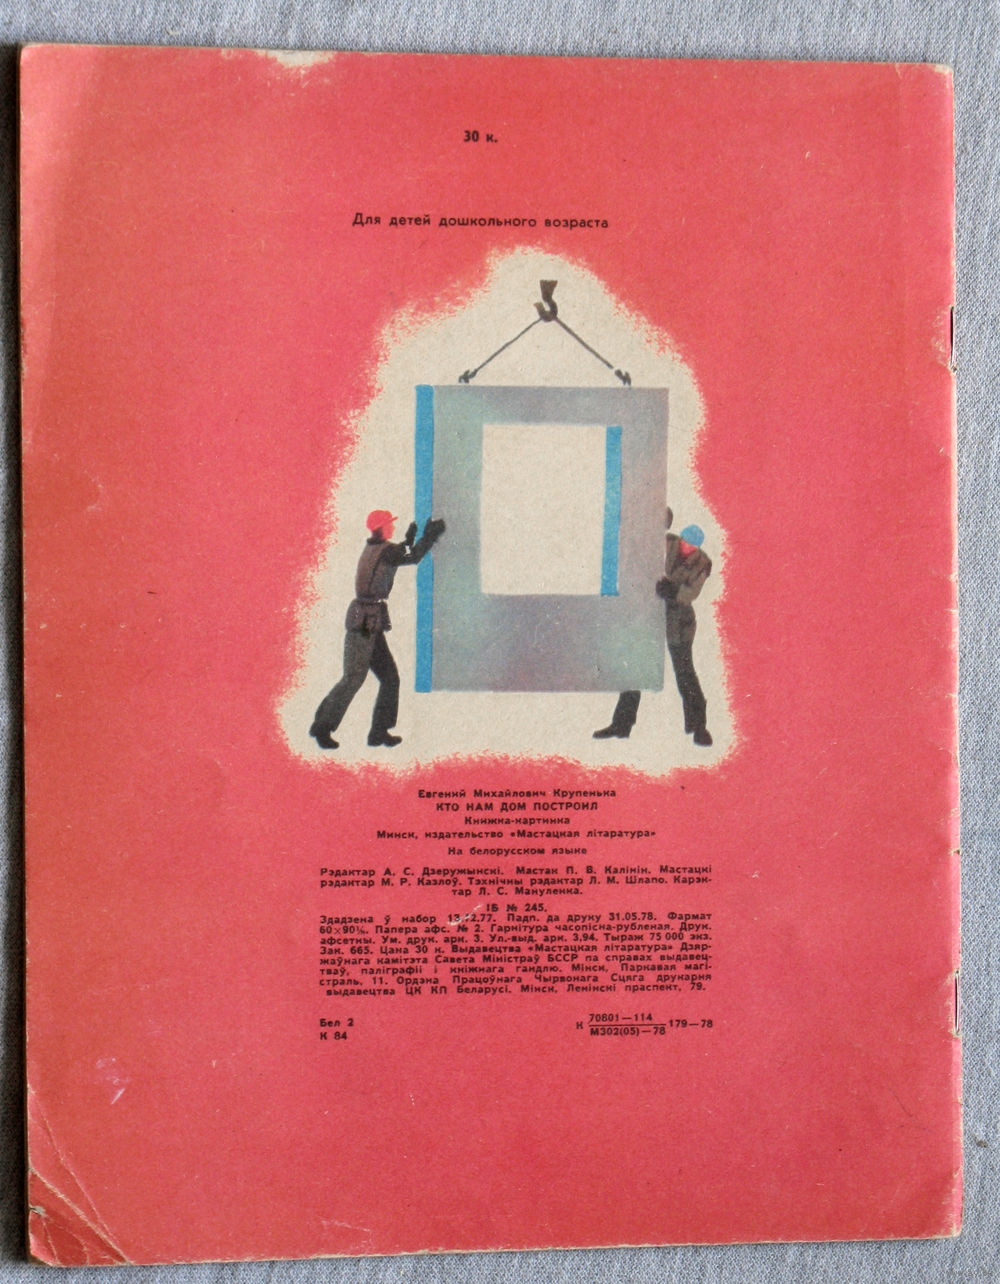 30 к.
Для детей дошкольного возраста
Евгений Михайлович Крупенька
КТО НАМ ДОМ ПОСТРОИЛ
Книжка-картинка
Минск, издательство «Мастацкая літаратура»
На белорусском языке
Рэдактар А. С. Дзеружынскі. Мастак П. В. Калінін. Мастацкі
рэдактар М. Р. Казлоў. Тэхнічны рэдактар Л. М. Шлапо. Карэк-
тар Л. С. Мануленка.
ІБ № 245.
Здадзена ў набор 13.12.77. Падп. да друку 31.05.78. Фармат
60×90⅛. Папера афс. № 2. Гарнітура часопісна-рубленая. Друк.
афсетны. Ум. друк. арк. 3. Ул.-выд. арк. 3,94. Тыраж 75 000 экз.
Зак. 665. Цана 30 к. Выдавецтва «Мастацкая літаратура» Дзяр-
жаўнага камітэта Савета Міністраў БССР па справах выдавец-
тваў, паліграфіі і кніжнага гандлю. Мінск, Паркавая магі-
страль, 11. Ордэна Працоўнага Чырвонага Сцяга друкарня
выдавецтва ЦК КП Беларусі. Мінск, Ленінскі праспект, 79.
Бел 2
К 84
К 70801—114
М302(05)—78 179—78